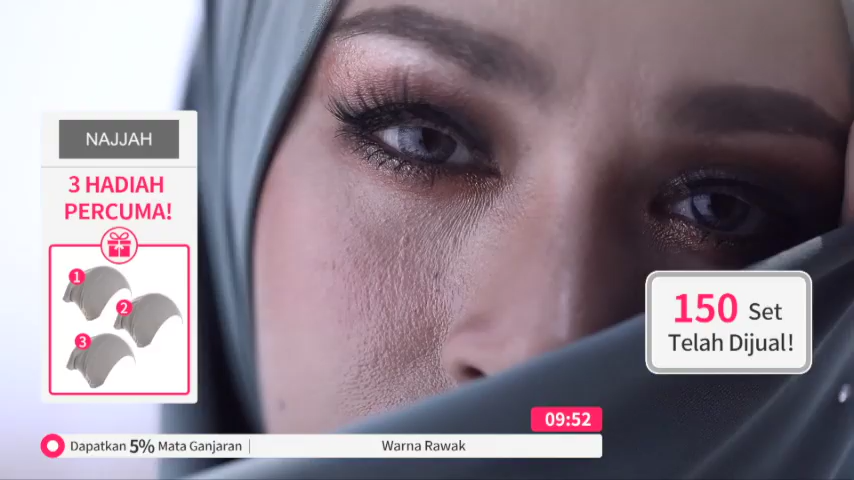 NAJJAH
3 HADIAH
PERCUMA!
1
2
3
150 Set
Telah Dijual!
09:52
Dapatkan 5% Mata Ganjaran
Warna Rawak